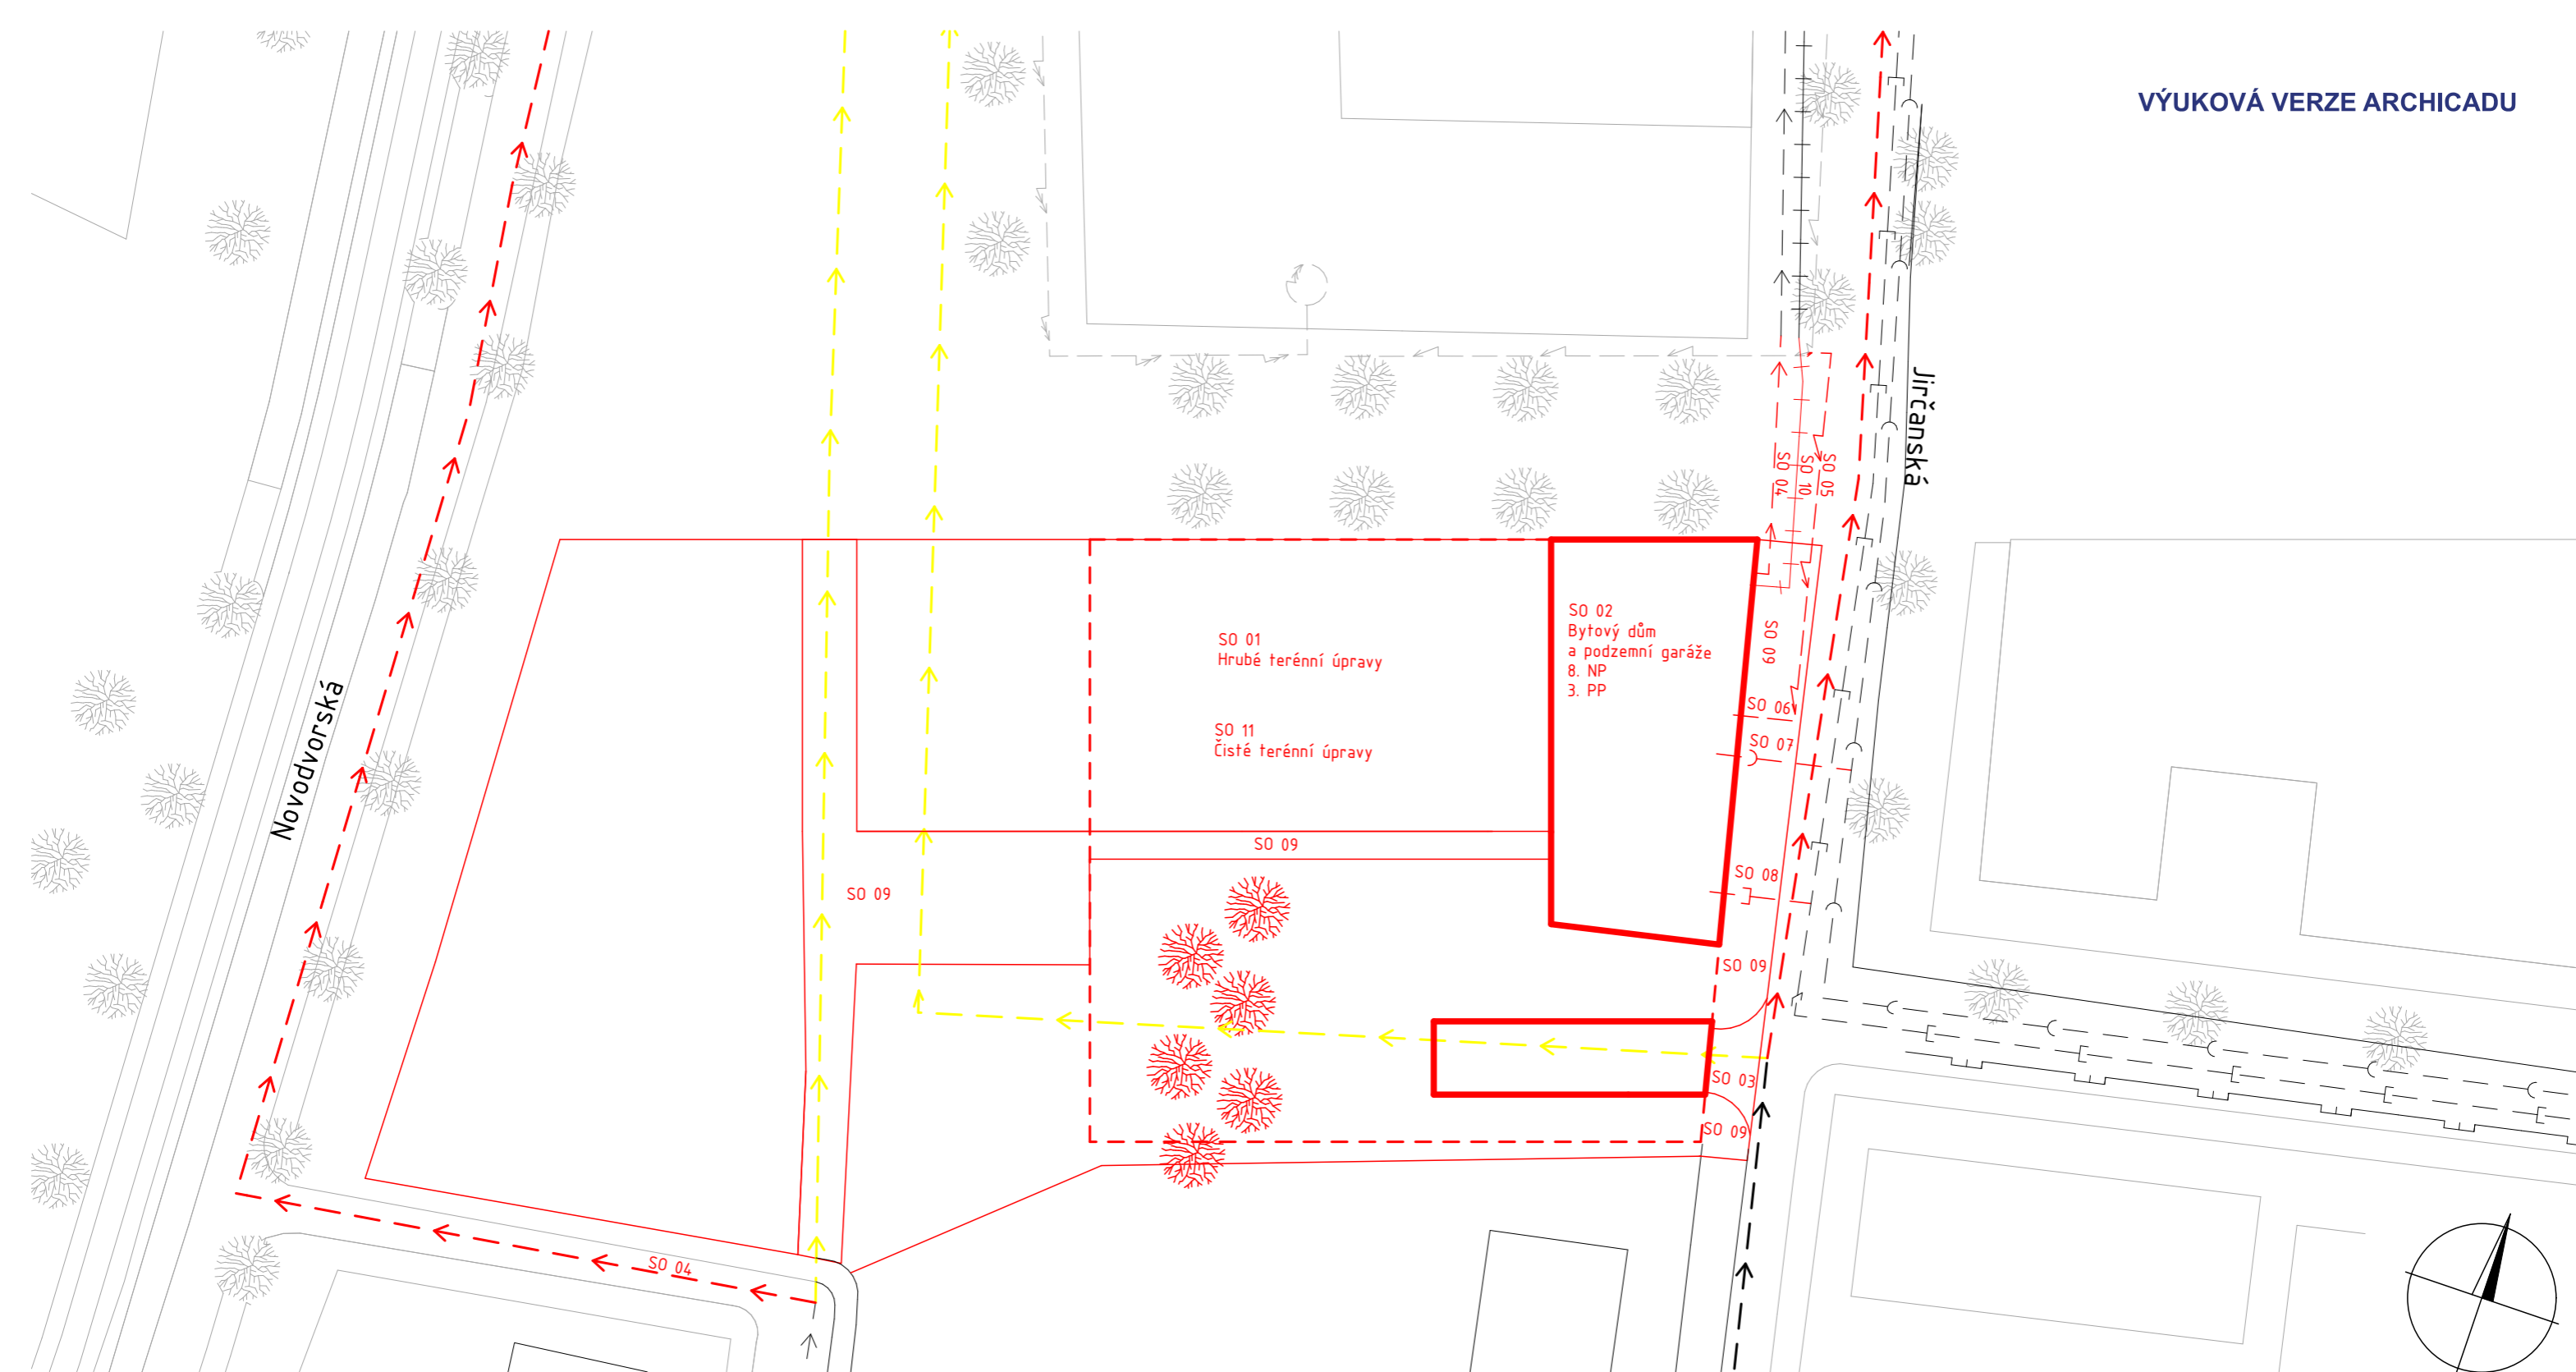 VÝUKOVÁ VERZE ARCHICADU
Jirčanská
SO 04
SO 10
SO 05
SO 01
Hrubé terénní úpravy
SO 02
Bytový dům
a podzemní garáže
8. NP
3. PP
SO 09
SO 06
SO 11
Čisté terénní úpravy
SO 07
Novodvorská
SO 09
SO 08
SO 09
SO 09
SO 03
SO 09
SO 04